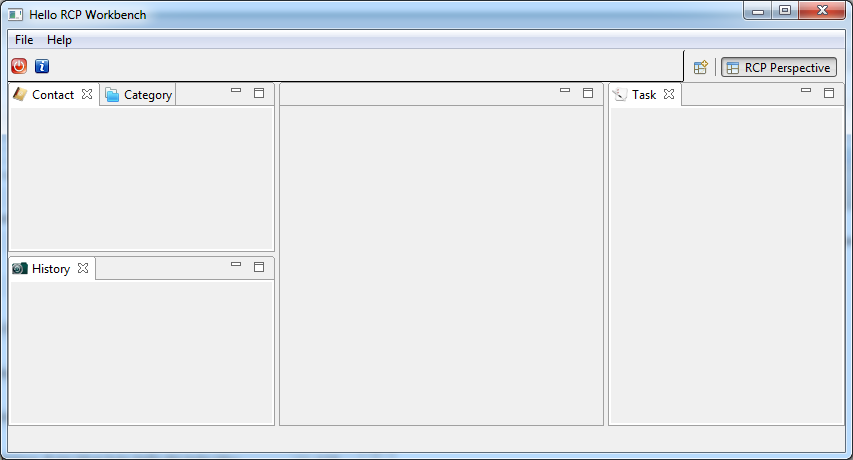 Hello RCP Workbench
File Help
RCP Perspective
Contact Category
Task
History